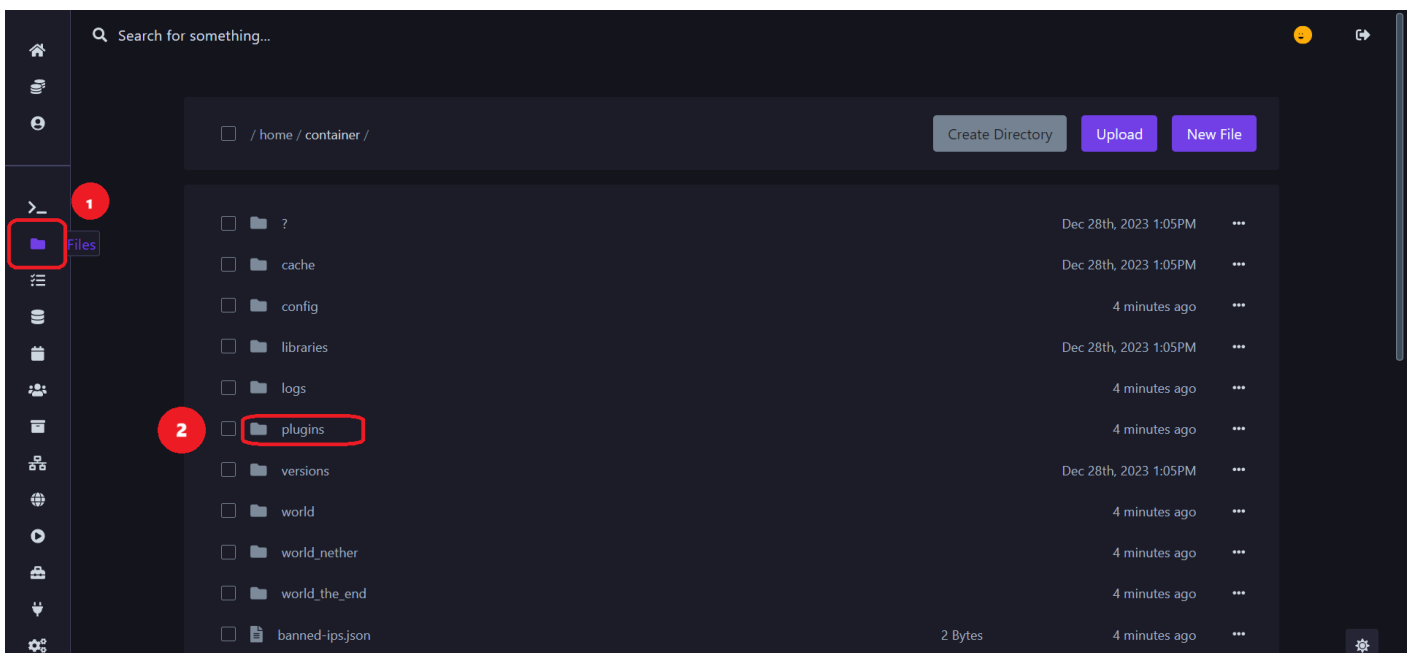 Search for something...
/ home / container /
Create Directory
Upload
New File
1
Files
? Dec 28th, 2023 1:05PM
cache Dec 28th, 2023 1:05PM
config 4 minutes ago
libraries Dec 28th, 2023 1:05PM
logs 4 minutes ago
2 plugins 4 minutes ago
versions Dec 28th, 2023 1:05PM
world 4 minutes ago
world_nether 4 minutes ago
world_the_end 4 minutes ago
banned-ips.json 2 Bytes 4 minutes ago